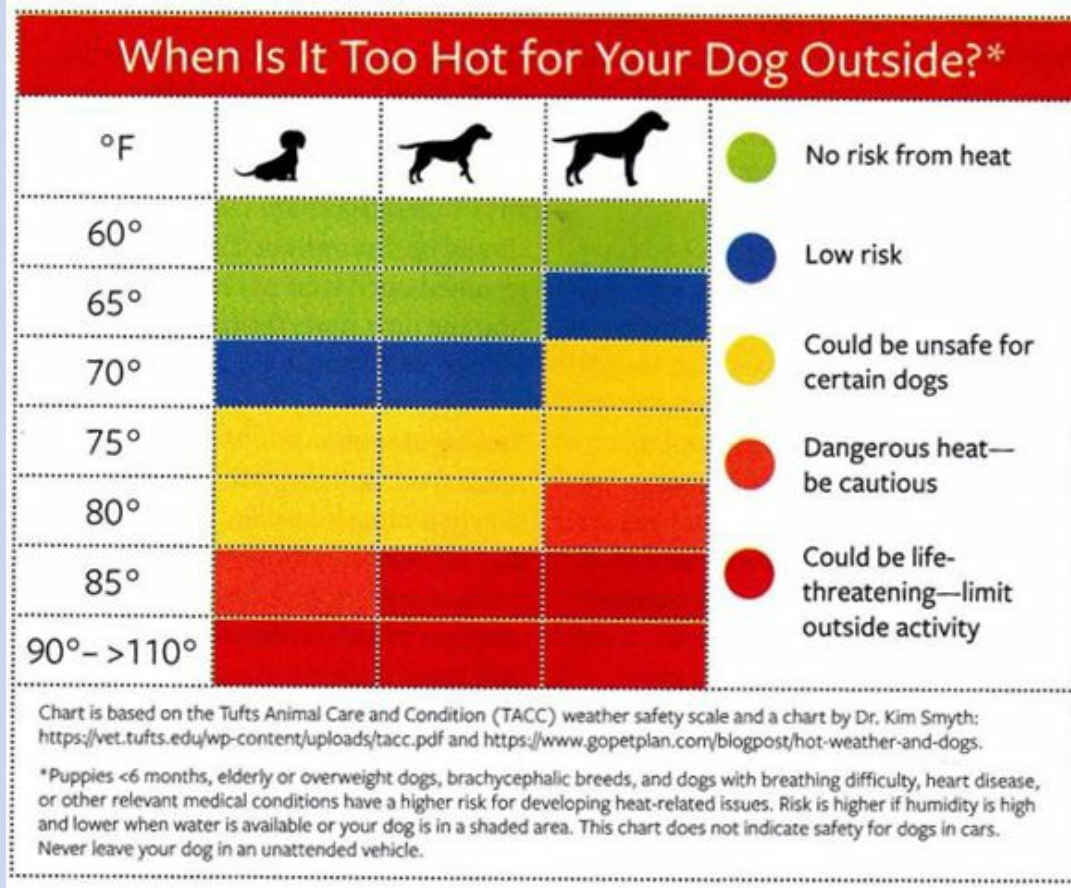 When Is It Too Hot for Your Dog Outside?*
°F
No risk from heat
60°
Low risk
65°
70°
Could be unsafe for
certain dogs
75°
Dangerous heat—
be cautious
80°
85°
Could be life-
threatening—limit
outside activity
90°– >110°
Chart is based on the Tufts Animal Care and Condition (TACC) weather safety scale and a chart by Dr. Kim Smyth:
https://vet.tufts.edu/wp-content/uploads/tacc.pdf and https://www.gopetplan.com/blogpost/hot-weather-and-dogs.
*Puppies <6 months, elderly or overweight dogs, brachycephalic breeds, and dogs with breathing difficulty, heart disease,
or other relevant medical conditions have a higher risk for developing heat-related issues. Risk is higher if humidity is high
and lower when water is available or your dog is in a shaded area. This chart does not indicate safety for dogs in cars.
Never leave your dog in an unattended vehicle.